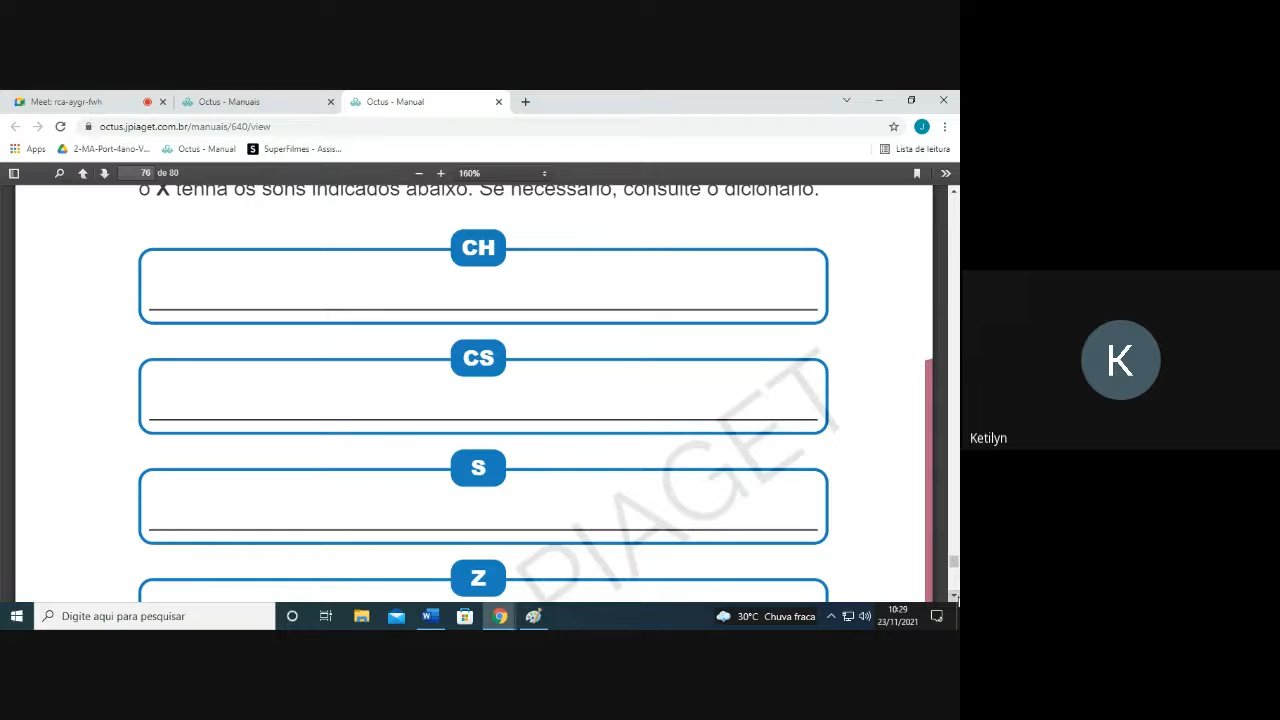 Meet: rca-aygr-fwh
Octus - Manuais
Octus - Manual
octus.jpiaget.com.br/manuais/640/view
Apps
2-MA-Port-4ano-V...
Octus - Manual
S SuperFilmes - Assis...
Lista de leitura
J
76 de 80
160%
o X tenha os sons indicados abaixo. Se necessário, consulte o dicionário.
CH
CS
S
Z
PIAGET
K
Ketilyn
Digite aqui para pesquisar
30°C Chuva fraca
10:29
23/11/2021